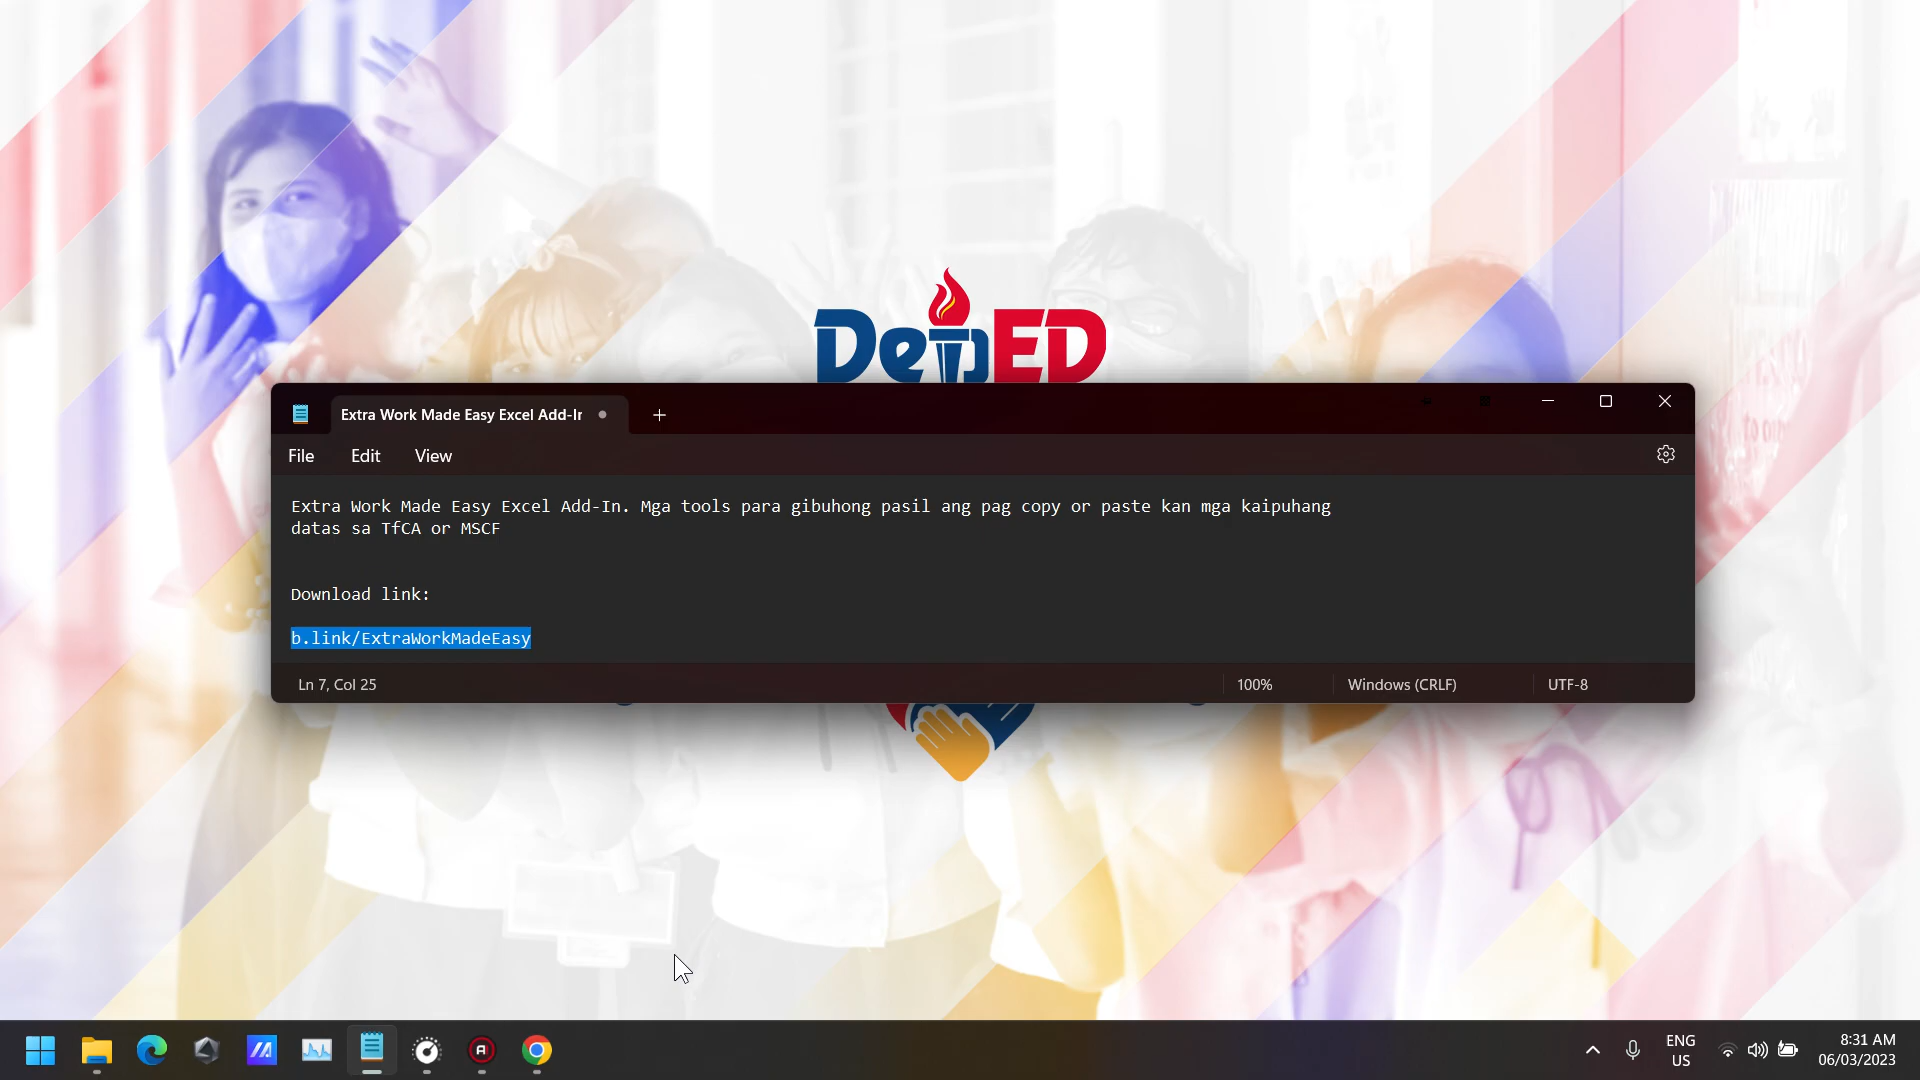 DepED
Extra Work Made Easy Excel Add-Ir
File Edit View
Extra Work Made Easy Excel Add-In. Mga tools para gibuhong pasil ang pag copy or paste kan mga kaipuhang
datas sa TfCA or MSCF
Download link:
b.link/ExtraWorkMadeEasy
Ln 7, Col 25 100% Windows (CRLF) UTF-8
ENG
US
8:31 AM
06/03/2023